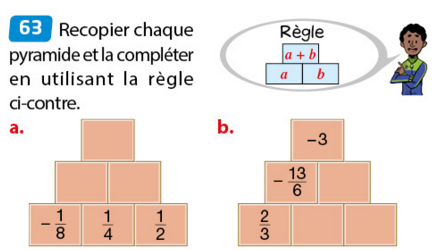 63 Recopier chaque
pyramide et la compléter
en utilisant la règle
ci-contre.
Règle
a + b
a b
a.
-1/8 1/4 1/2
b.
-3
-13/6
2/3